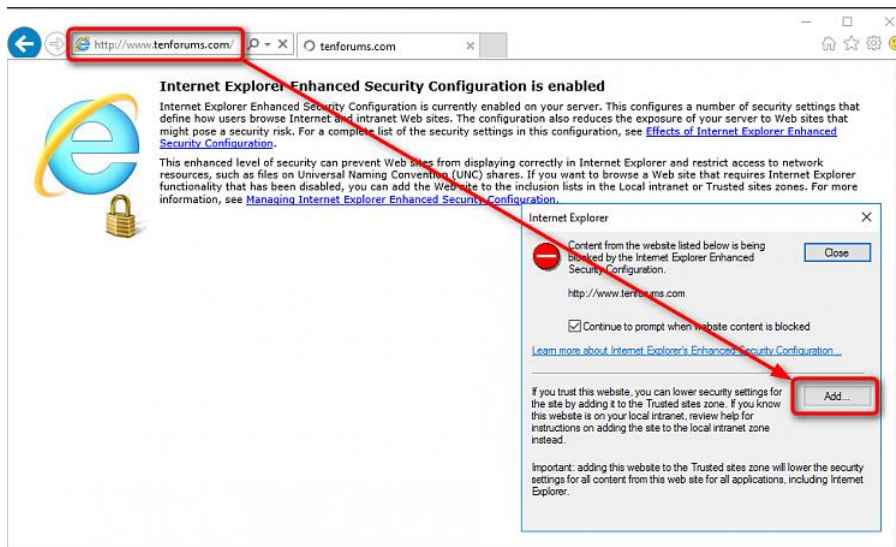 http://www.tenforums.com/
tenforums.com
Internet Explorer Enhanced Security Configuration is enabled
Internet Explorer Enhanced Security Configuration is currently enabled on your server. This configures a number of security settings that
define how users browse Internet and intranet Web sites. The configuration also reduces the exposure of your server to Web sites that
might pose a security risk. For a complete list of the security settings in this configuration, see Effects of Internet Explorer Enhanced
Security Configuration.
This enhanced level of security can prevent Web sites from displaying correctly in Internet Explorer and restrict access to network
resources, such as files on Universal Naming Convention (UNC) shares. If you want to browse a Web site that requires Internet Explorer
functionality that has been disabled, you can add the Web site to the inclusion lists in the Local intranet or Trusted sites zones. For more
information, see Managing Internet Explorer Enhanced Security Configuration.
Internet Explorer
Content from the website listed below is being
blocked by the Internet Explorer Enhanced
Security Configuration.
Close
http://www.tenforums.com
Continue to prompt when website content is blocked
Learn more about Internet Explorer's Enhanced Security Configuration...
If you trust this website, you can lower security settings for
the site by adding it to the Trusted sites zone. If you know
this website is on your local intranet, review help for
instructions on adding the site to the local intranet zone
instead.
Add...
Important: adding this website to the Trusted sites zone will lower the security
settings for all content from this web site for all applications, including Internet
Explorer.